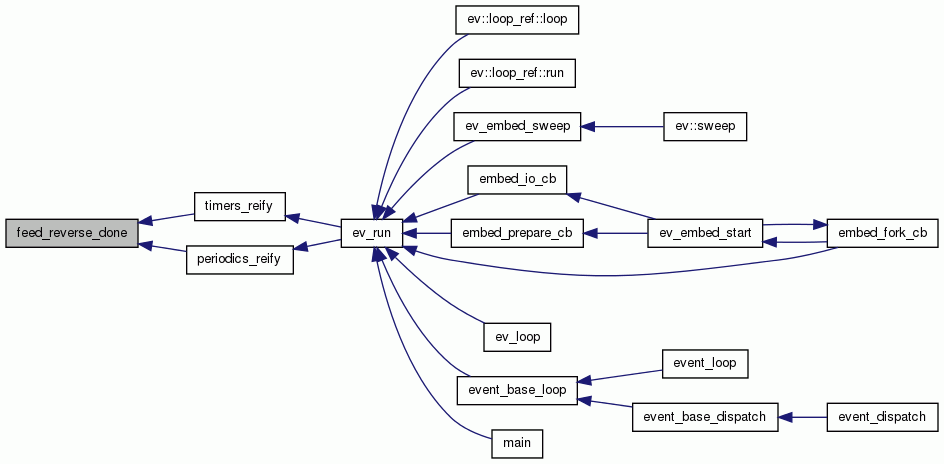 ev::loop_ref::loop
ev::loop_ref::run
ev_embed_sweep
ev::sweep
embed_io_cb
timers_reify
feed_reverse_done
ev_run
embed_prepare_cb
ev_embed_start
embed_fork_cb
periodics_reify
ev_loop
event_loop
event_base_loop
event_base_dispatch
event_dispatch
main